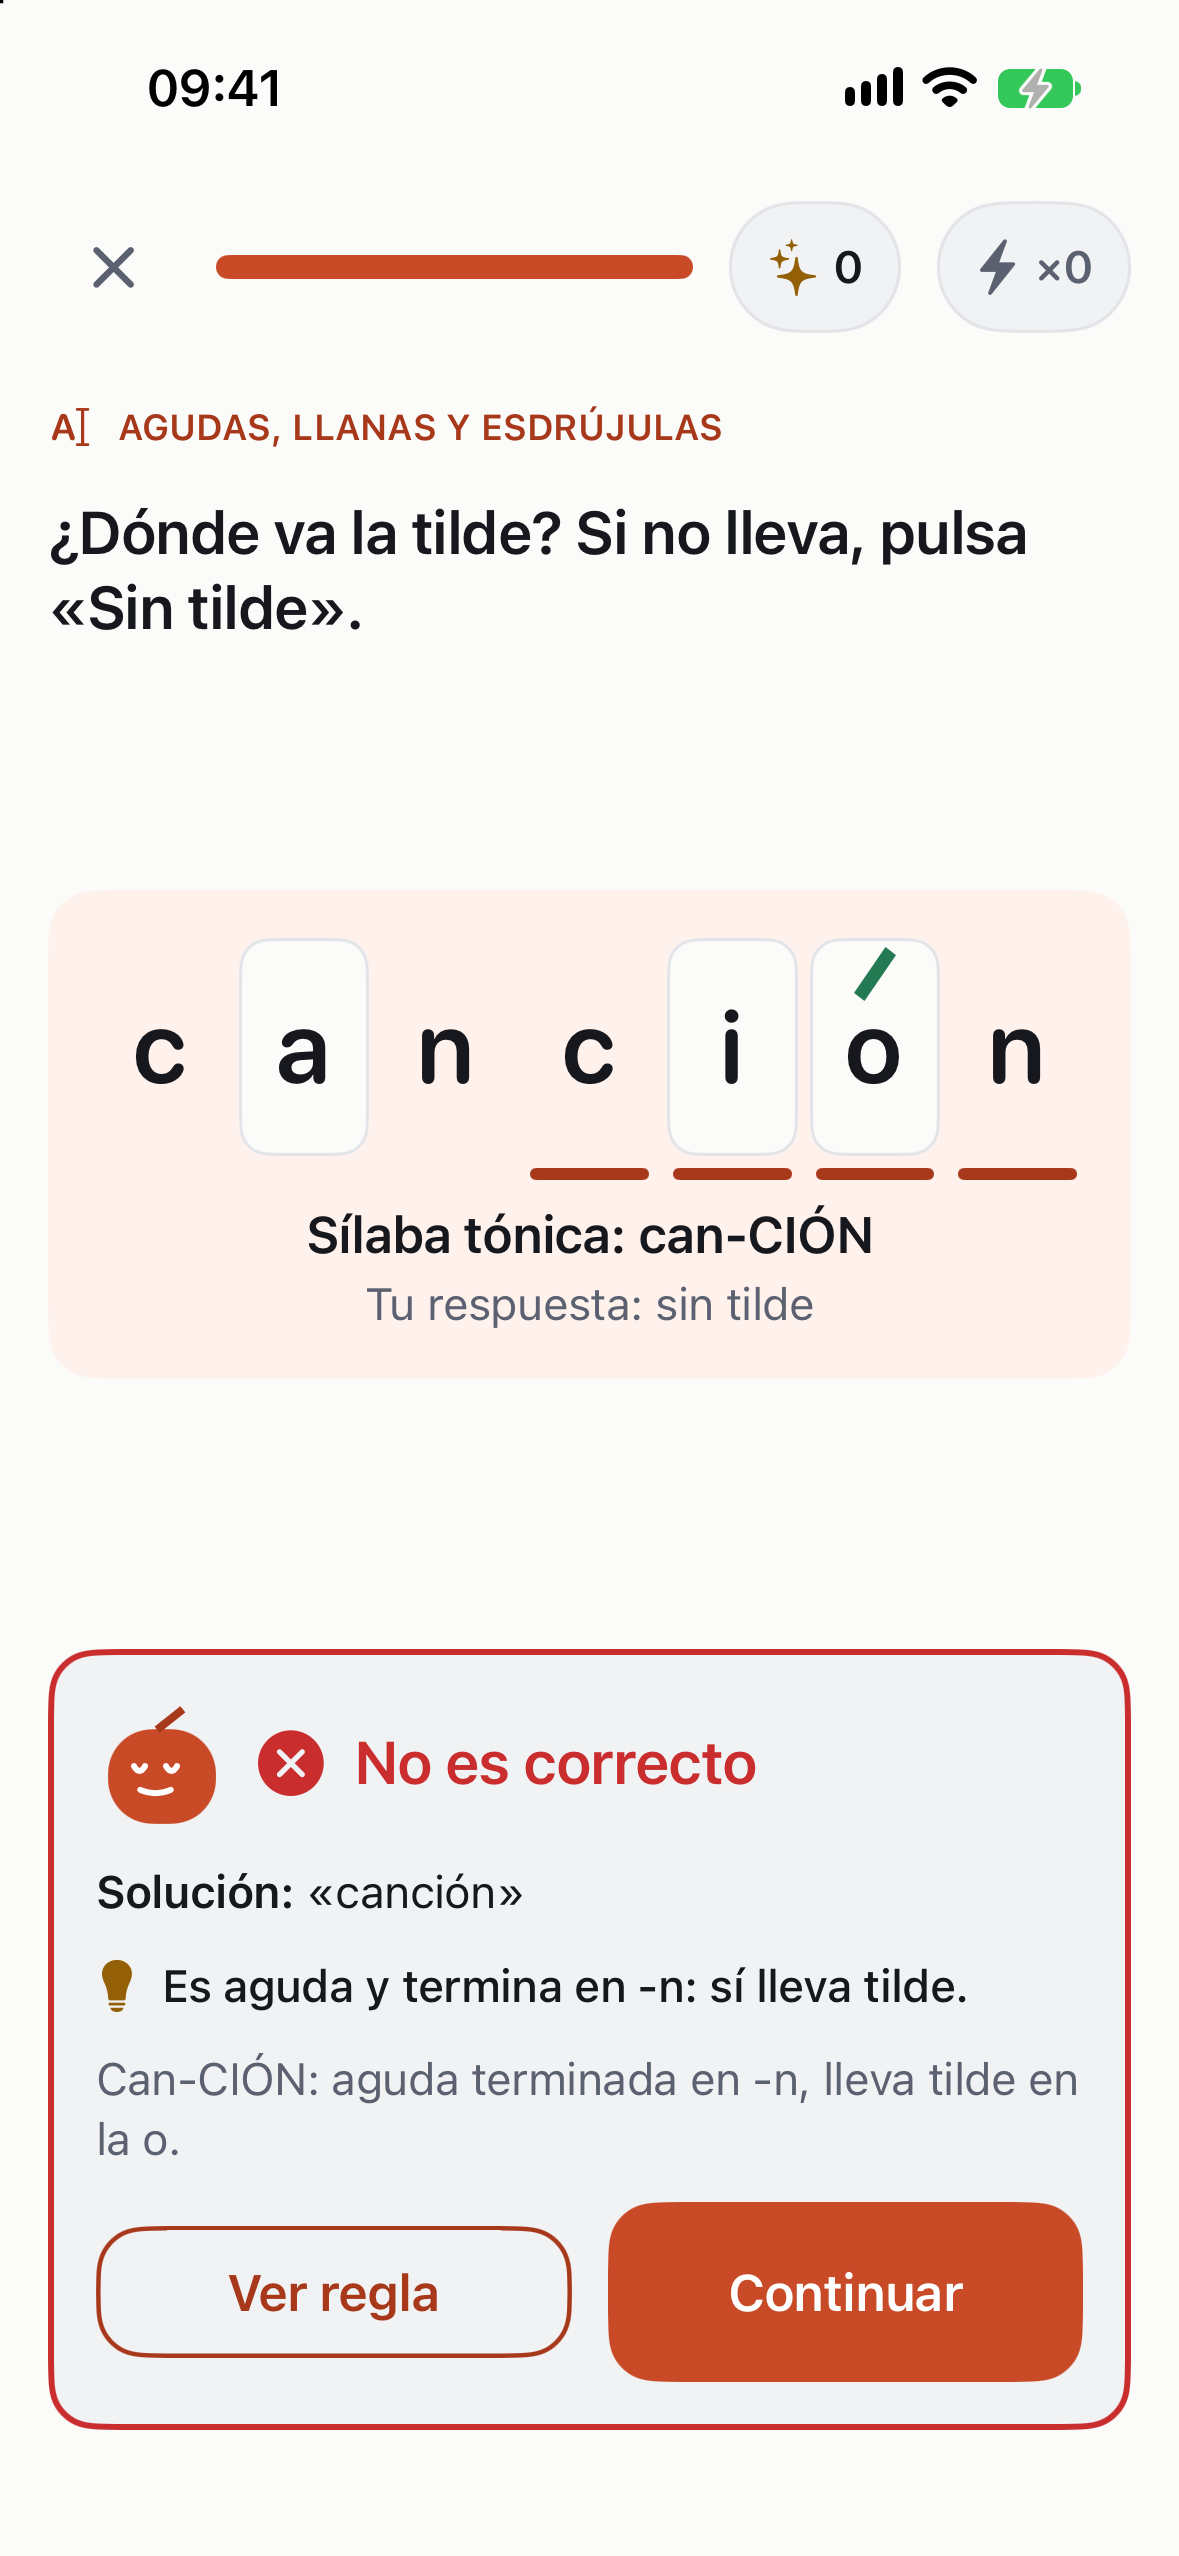 09:41
0
×0
AGUDAS, LLANAS Y ESDRÚJULAS
¿Dónde va la tilde? Si no lleva, pulsa
«Sin tilde».
c a n c i ó n
Sílaba tónica: can-CIÓN
Tu respuesta: sin tilde
No es correcto
Solución: «canción»
Es aguda y termina en -n: sí lleva tilde.
Can-CIÓN: aguda terminada en -n, lleva tilde en
la o.
Ver regla
Continuar